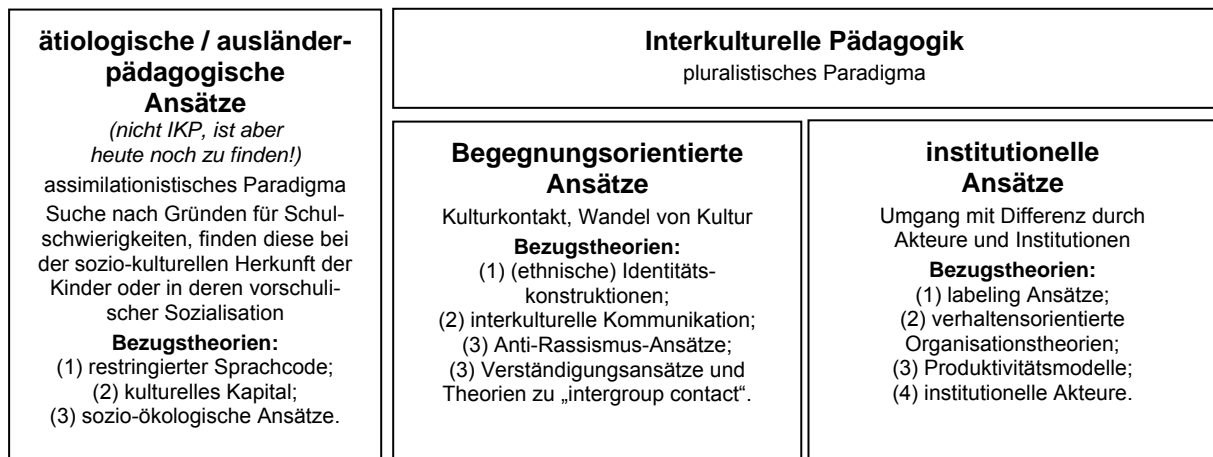 ätiologische / ausländer-
pädagogische
Ansätze
(nicht IKP, ist aber
heute noch zu finden!)
assimilationistisches Paradigma
Suche nach Gründen für Schul-
schwierigkeiten, finden diese bei
der sozio-kulturellen Herkunft der
Kinder oder in deren vorschuli-
scher Sozialisation
Bezugstheorien:
(1) restringierter Sprachcode;
(2) kulturelles Kapital;
(3) sozio-ökologische Ansätze.
Interkulturelle Pädagogik
pluralistisches Paradigma
Begegnungsorientierte
Ansätze
Kulturkontakt, Wandel von Kultur
Bezugstheorien:
(1) (ethnische) Identitäts-
konstruktionen;
(2) interkulturelle Kommunikation;
(3) Anti-Rassismus-Ansätze;
(3) Verständigungsansätze und
Theorien zu „intergroup contact“.
institutionelle
Ansätze
Umgang mit Differenz durch
Akteure und Institutionen
Bezugstheorien:
(1) labeling Ansätze;
(2) verhaltensorientierte
Organisationstheorien;
(3) Produktivitätsmodelle;
(4) institutionelle Akteure.